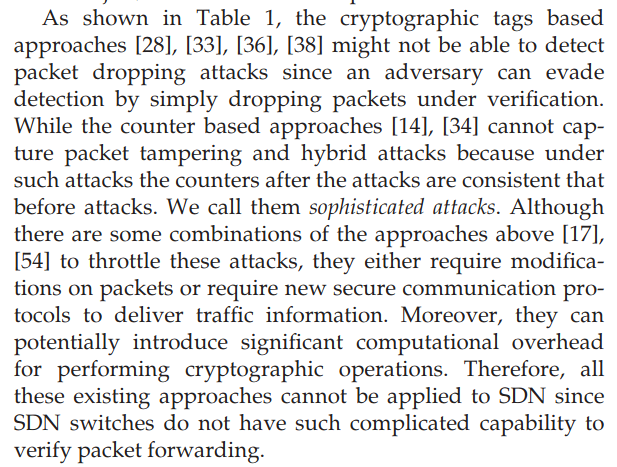 As shown in Table 1, the cryptographic tags based
approaches [28], [33], [36], [38] might not be able to detect
packet dropping attacks since an adversary can evade
detection by simply dropping packets under verification.
While the counter based approaches [14], [34] cannot cap-
ture packet tampering and hybrid attacks because under
such attacks the counters after the attacks are consistent that
before attacks. We call them sophisticated attacks. Although
there are some combinations of the approaches above [17],
[54] to throttle these attacks, they either require modifica-
tions on packets or require new secure communication pro-
tocols to deliver traffic information. Moreover, they can
potentially introduce significant computational overhead
for performing cryptographic operations. Therefore, all
these existing approaches cannot be applied to SDN since
SDN switches do not have such complicated capability to
verify packet forwarding.